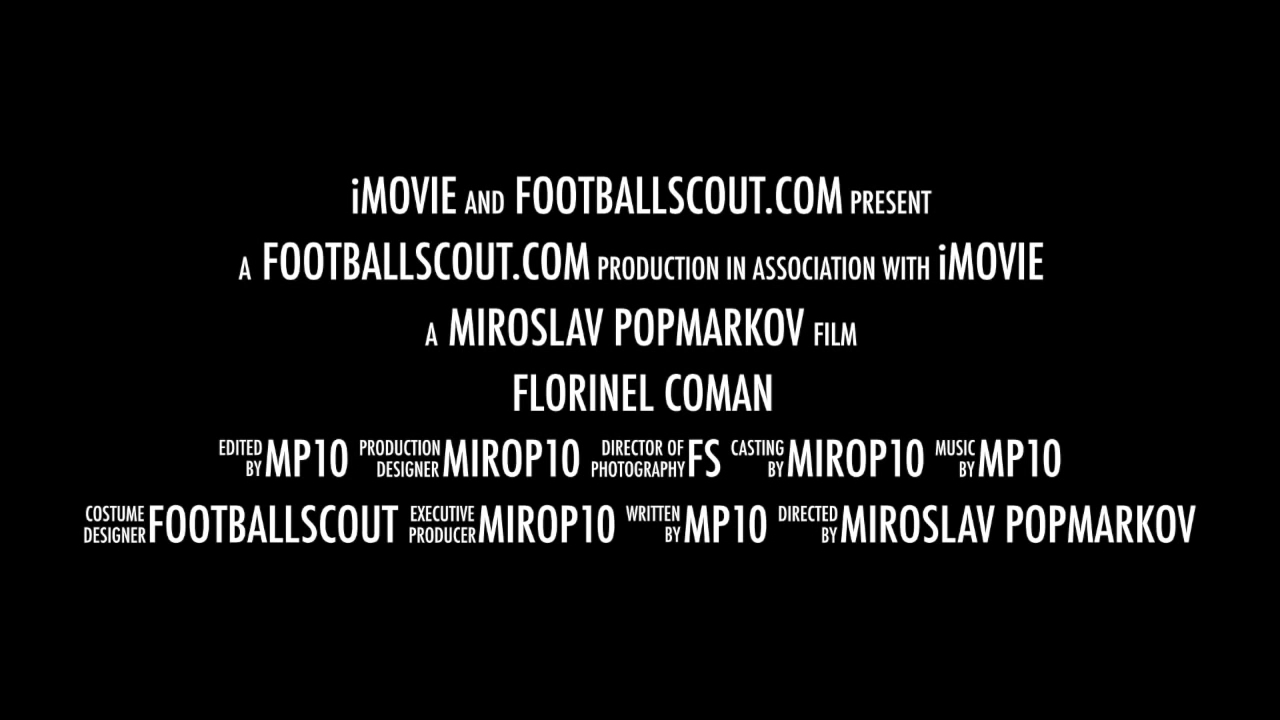 iMOVIE AND FOOTBALLSCOUT.COM PRESENT
A FOOTBALLSCOUT.COM PRODUCTION IN ASSOCIATION WITH iMOVIE
A MIROSLAV POPMARKOV FILM
FLORINEL COMAN
EDITED BY MP10 PRODUCTION DESIGNER MIROP10 DIRECTOR OF PHOTOGRAPHY FS CASTING BY MIROP10 MUSIC BY MP10
COSTUME DESIGNER FOOTBALLSCOUT EXECUTIVE PRODUCER MIROP10 WRITTEN BY MP10 DIRECTED BY MIROSLAV POPMARKOV